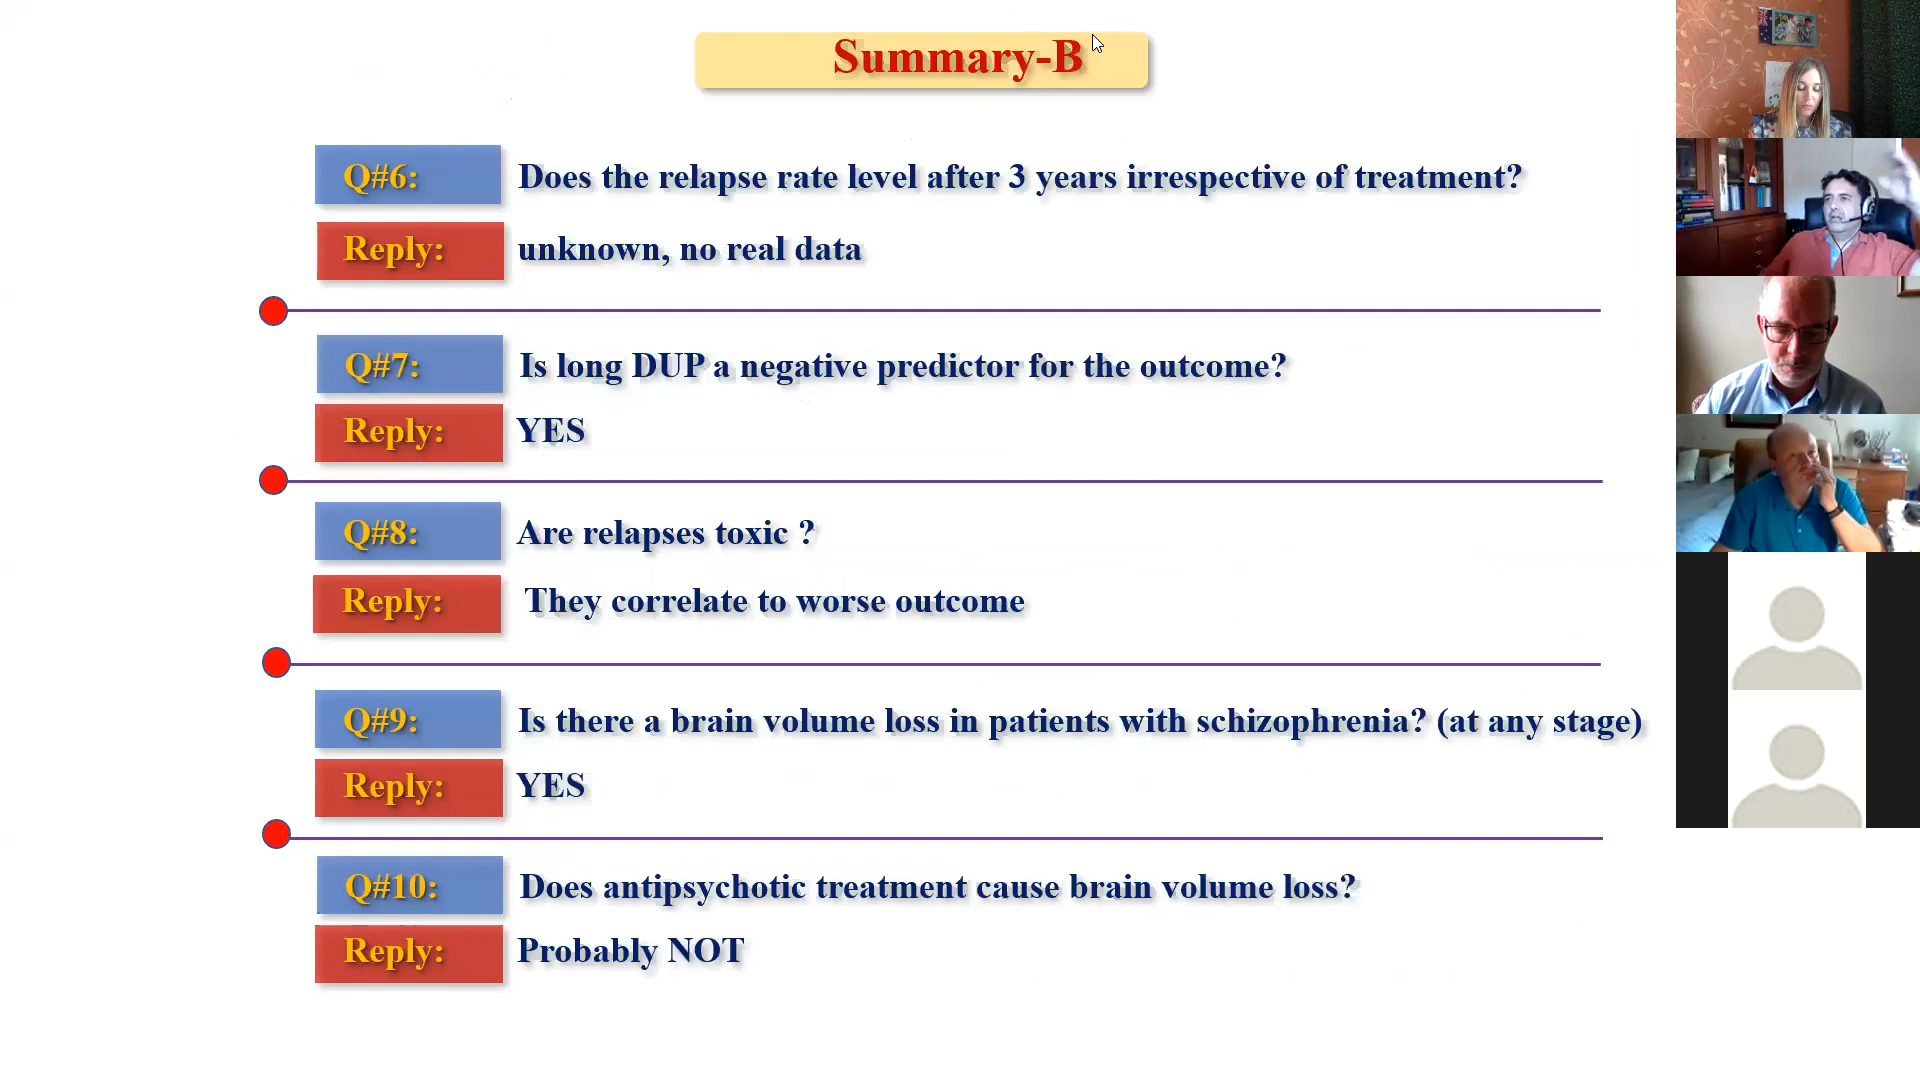 Summary-B
Q#6: Does the relapse rate level after 3 years irrespective of treatment?
Reply: unknown, no real data
Q#7: Is long DUP a negative predictor for the outcome?
Reply: YES
Q#8: Are relapses toxic ?
Reply: They correlate to worse outcome
Q#9: Is there a brain volume loss in patients with schizophrenia? (at any stage)
Reply: YES
Q#10: Does antipsychotic treatment cause brain volume loss?
Reply: Probably NOT